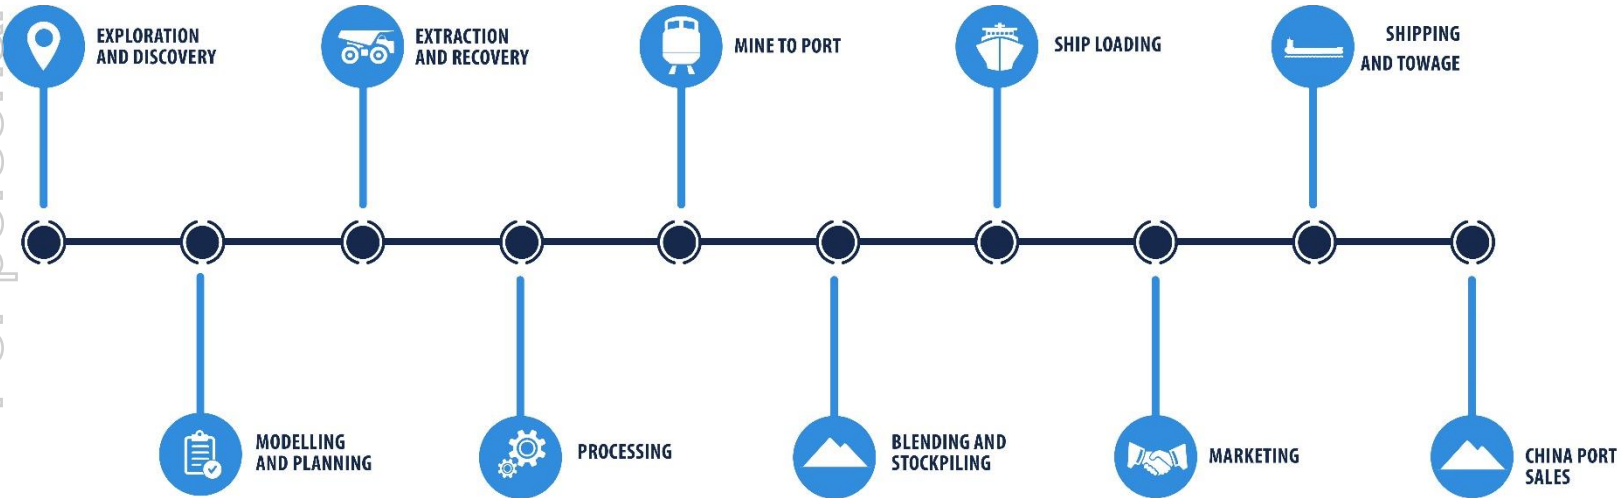 EXPLORATION
AND DISCOVERY
EXTRACTION
AND RECOVERY
MINE TO PORT
SHIP LOADING
SHIPPING
AND TOWAGE
MODELLING
AND PLANNING
PROCESSING
BLENDING AND
STOCKPILING
MARKETING
CHINA PORT
SALES